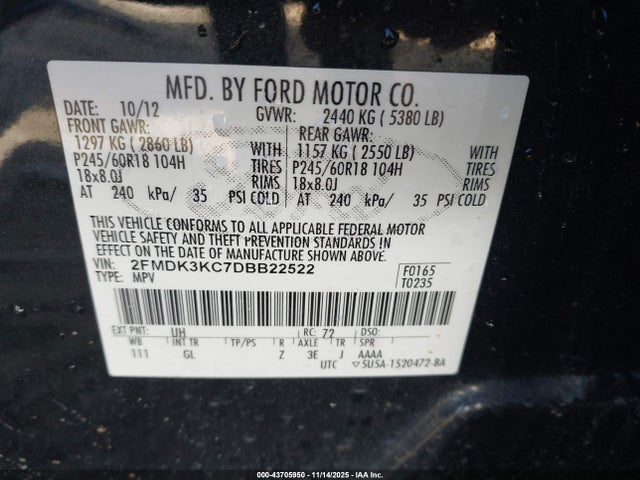 MFD. BY FORD MOTOR CO.
DATE: 10/12 GVWR: 2440 KG ( 5380 LB)
FRONT GAWR: REAR GAWR:
1297 KG ( 2860 LB) WITH 1157 KG ( 2550 LB) WITH
P245/60R18 104H TIRES P245/60R18 104H TIRES
18x8.0J RIMS 18x8.0J RIMS
AT 240 kPa/ 35 PSI COLD AT 240 kPa/ 35 PSI COLD
THIS VEHICLE CONFORMS TO ALL APPLICABLE FEDERAL MOTOR
VEHICLE SAFETY AND THEFT PREVENTION STANDARDS IN
EFFECT ON THE DATE OF MANUFACTURE SHOWN ABOVE.
VIN: 2FMDK3KC7DBB22522 F0165
TYPE: MPV T0235
EXT PNT: UH RC: 72 DSO:
WB INT TR TP/PS R AXLE TR SPR
111 GL Z 3E J AAAA
UTC 5U5A-1520472-BA
000-43705950 - 11/14/2025 - IAA Inc.